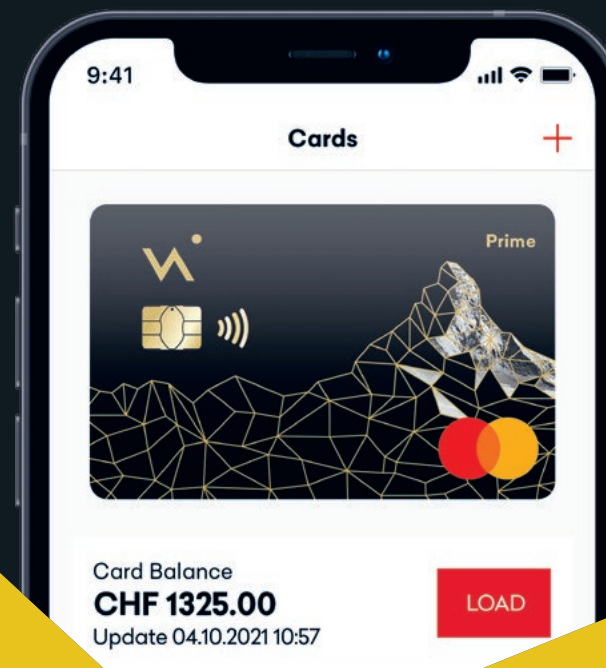 9:41
Cards
Prime
Card Balance
CHF 1325.00
LOAD
Update 04.10.2021 10:57